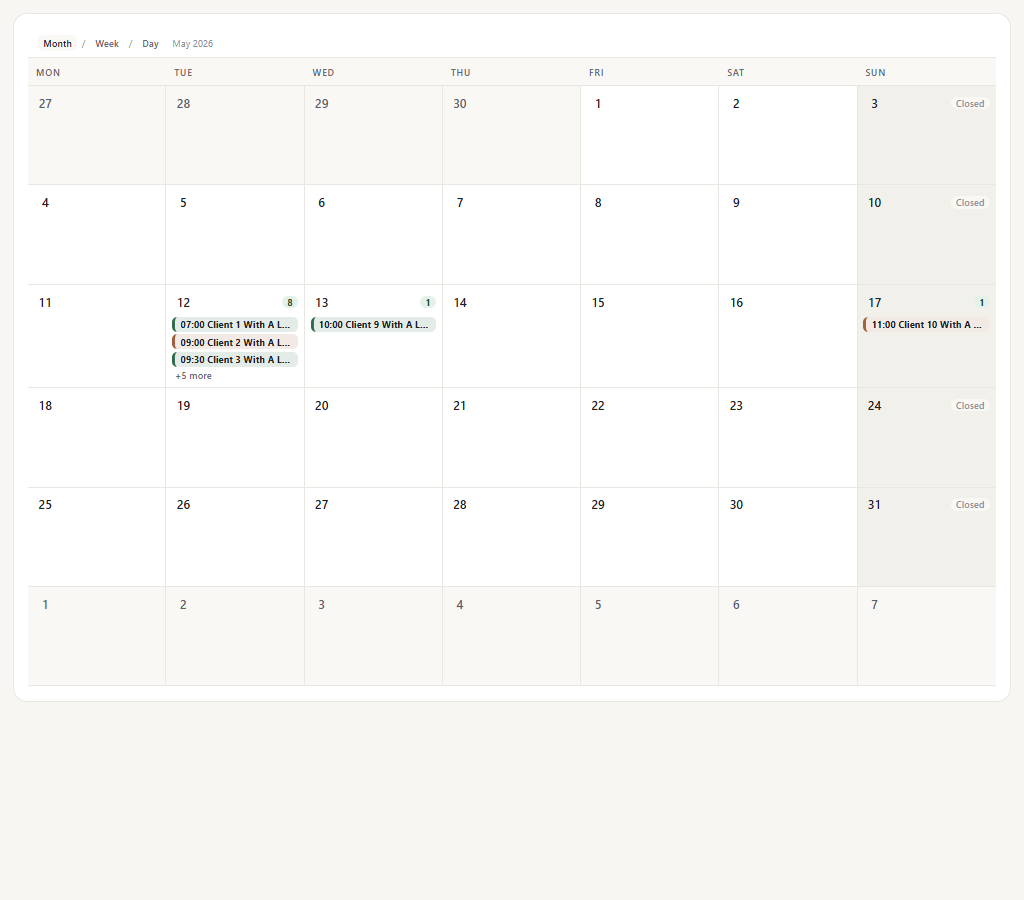 Month / Week / Day May 2026
MON TUE WED THU FRI SAT SUN
27 28 29 30 1 2 3 Closed
4 5 6 7 8 9 10 Closed
11 12 8 13 1 14 15 16 17 1
07:00 Client 1 With A L... 10:00 Client 9 With A L... 11:00 Client 10 With A ...
09:00 Client 2 With A L...
09:30 Client 3 With A L...
+5 more
18 19 20 21 22 23 24 Closed
25 26 27 28 29 30 31 Closed
1 2 3 4 5 6 7